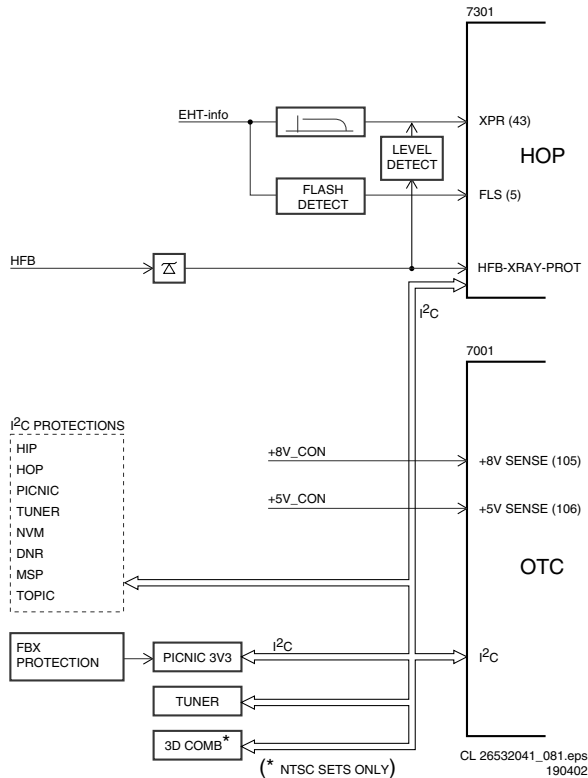 7301
EHT-info
XPR (43)
LEVEL
DETECT
HOP
FLASH
DETECT
FLS (5)
HFB
HFB-XRAY-PROT
I2C
7001
I2C PROTECTIONS
HIP
HOP
PICNIC
TUNER
NVM
DNR
MSP
TOPIC
+8V_CON
+8V SENSE (105)
+5V_CON
+5V SENSE (106)
OTC
FBX
PROTECTION
PICNIC 3V3
I2C
I2C
TUNER
3D COMB*
(* NTSC SETS ONLY)
CL 26532041_081.eps
190402